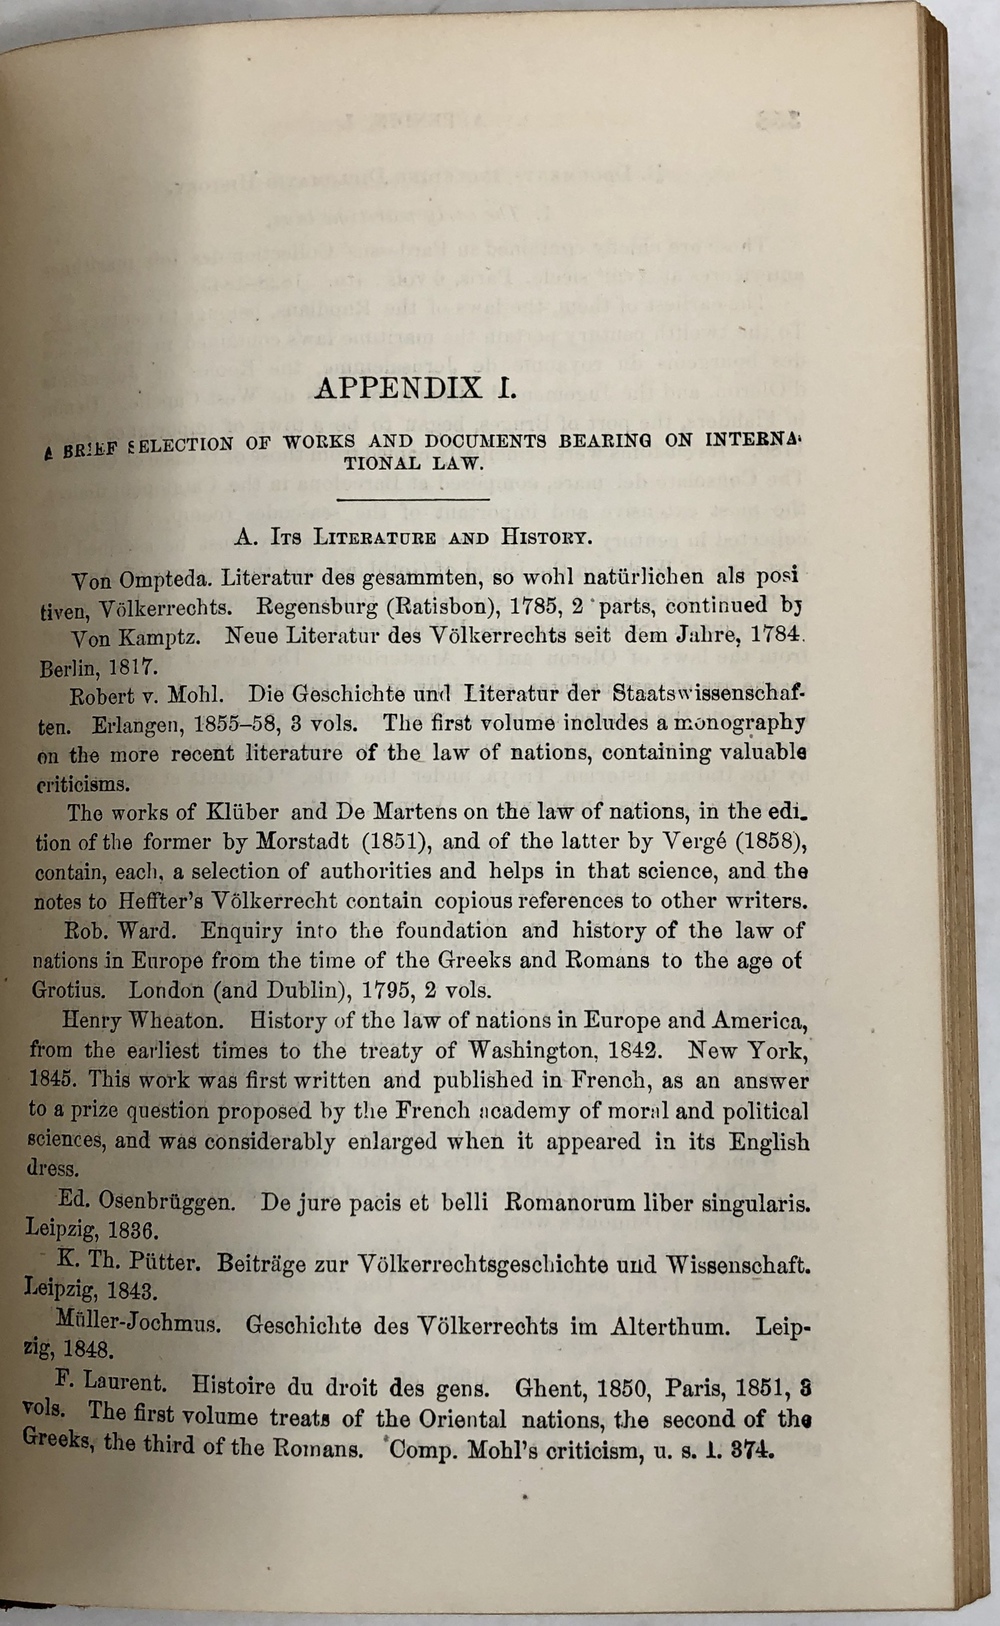 APPENDIX I.
A BRIEF SELECTION OF WORKS AND DOCUMENTS BEARING ON INTERNA-
TIONAL LAW.
A. ITS LITERATURE AND HISTORY.
Von Ompteda. Literatur des gesammten, so wohl natürlichen als posi
tiven, Völkerrechts. Regensburg (Ratisbon), 1785, 2 parts, continued by
Von Kamptz. Neue Literatur des Völkerrechts seit dem Jahre, 1784.
Berlin, 1817.
Robert v. Mohl. Die Geschichte und Literatur der Staatswissenschaf-
ten. Erlangen, 1855–58, 3 vols. The first volume includes a monography
on the more recent literature of the law of nations, containing valuable
criticisms.
The works of Klüber and De Martens on the law of nations, in the edi-
tion of the former by Morstadt (1851), and of the latter by Vergé (1858),
contain, each, a selection of authorities and helps in that science, and the
notes to Heffter's Völkerrecht contain copious references to other writers.
Rob. Ward. Enquiry into the foundation and history of the law of
nations in Europe from the time of the Greeks and Romans to the age of
Grotius. London (and Dublin), 1795, 2 vols.
Henry Wheaton. History of the law of nations in Europe and America,
from the earliest times to the treaty of Washington, 1842. New York,
1845. This work was first written and published in French, as an answer
to a prize question proposed by the French academy of moral and political
sciences, and was considerably enlarged when it appeared in its English
dress.
Ed. Osenbrüggen. De jure pacis et belli Romanorum liber singularis.
Leipzig, 1836.
K. Th. Pütter. Beiträge zur Völkerrechtsgeschichte und Wissenschaft.
Leipzig, 1843.
Müller-Jochmus. Geschichte des Völkerrechts im Alterthum. Leip-
zig, 1848.
F. Laurent. Histoire du droit des gens. Ghent, 1850, Paris, 1851, 3
vols. The first volume treats of the Oriental nations, the second of the
Greeks, the third of the Romans. Comp. Mohl's criticism, u. s. 1. 374.